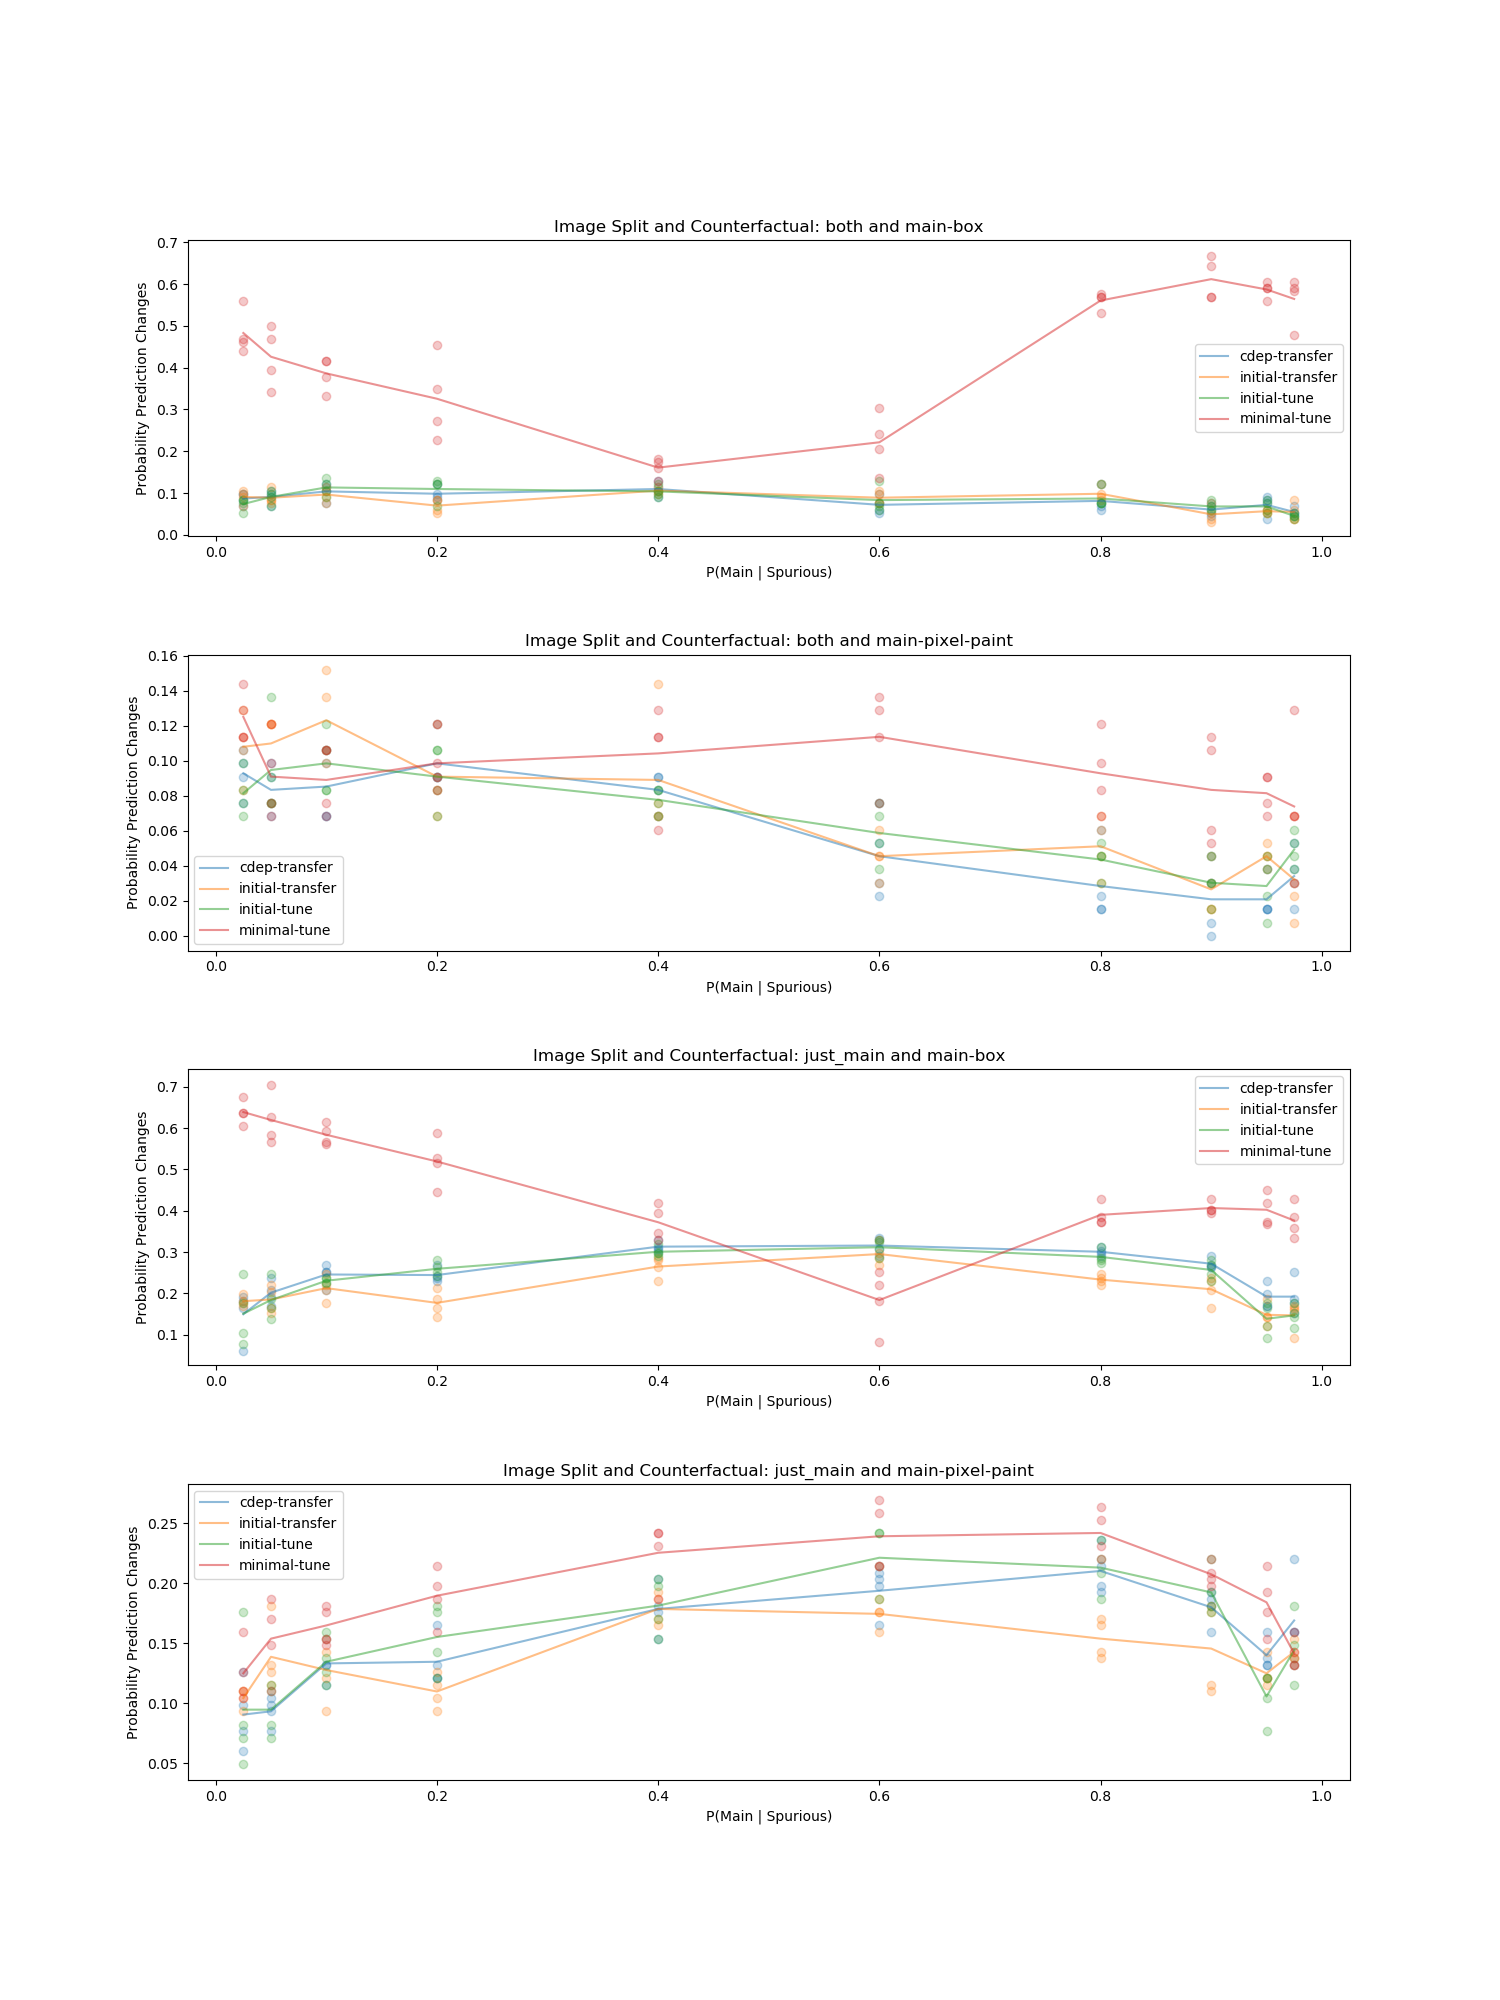 Image Split and Counterfactual: both and main-box
Probability Prediction Changes
0.7
0.6
0.5
0.4
0.3
0.2
0.1
0.0
cdep-transfer
initial-transfer
initial-tune
minimal-tune
0.0 0.2 0.4 0.6 0.8 1.0
P(Main | Spurious)
Image Split and Counterfactual: both and main-pixel-paint
Probability Prediction Changes
0.16
0.14
0.12
0.10
0.08
0.06
0.04
0.02
0.00
cdep-transfer
initial-transfer
initial-tune
minimal-tune
0.0 0.2 0.4 0.6 0.8 1.0
P(Main | Spurious)
Image Split and Counterfactual: just_main and main-box
Probability Prediction Changes
0.7
0.6
0.5
0.4
0.3
0.2
0.1
cdep-transfer
initial-transfer
initial-tune
minimal-tune
0.0 0.2 0.4 0.6 0.8 1.0
P(Main | Spurious)
Image Split and Counterfactual: just_main and main-pixel-paint
Probability Prediction Changes
0.25
0.20
0.15
0.10
0.05
cdep-transfer
initial-transfer
initial-tune
minimal-tune
0.0 0.2 0.4 0.6 0.8 1.0
P(Main | Spurious)